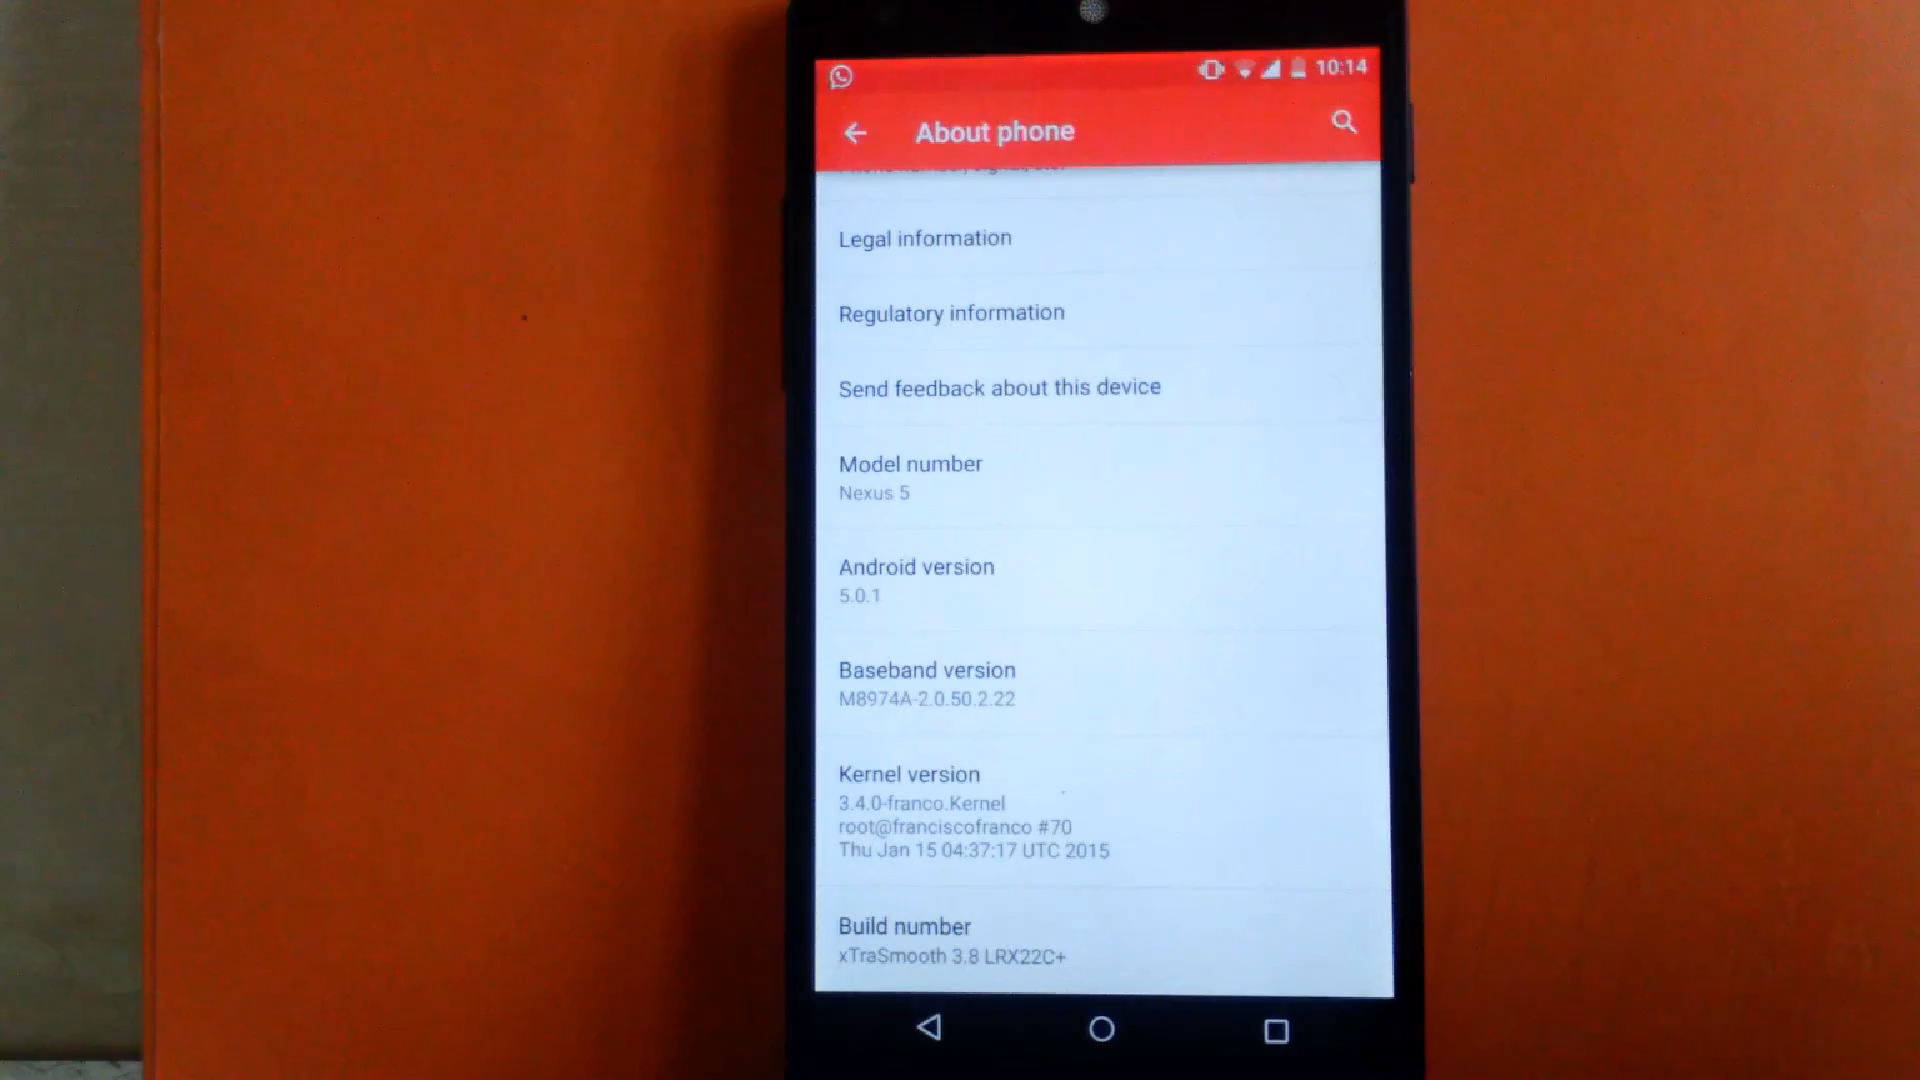 10:14
About phone
Legal information
Regulatory information
Send feedback about this device
Model number
Nexus 5
Android version
5.0.1
Baseband version
M8974A-2.0.50.2.22
Kernel version
3.4.0-franco.Kernel
root@franciscofranco #70
Thu Jan 15 04:37:17 UTC 2015
Build number
xTraSmooth 3.8 LRX22C+